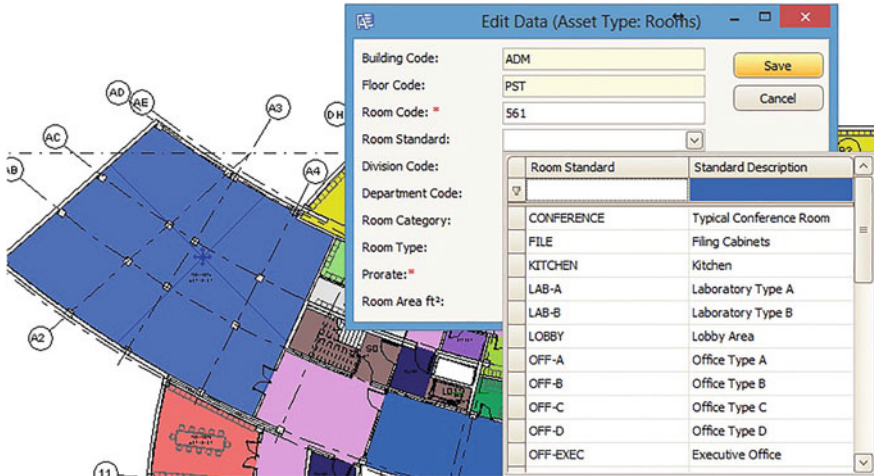 Edit Data (Asset Type: Rooms)
Building Code:
ADM
Save
Floor Code:
PST
Cancel
Room Code: *
561
Room Standard:
Division Code:
Department Code:
Room Category:
Room Type:
Prorate:*
Room Area ft²:
Room Standard
Standard Description
CONFERENCE
Typical Conference Room
FILE
Filing Cabinets
KITCHEN
Kitchen
LAB-A
Laboratory Type A
LAB-B
Laboratory Type B
LOBBY
Lobby Area
OFF-A
Office Type A
OFF-B
Office Type B
OFF-C
Office Type C
OFF-D
Office Type D
OFF-EXEC
Executive Office
AD
AE
A3
DH
AC
A4
AB
A2
11